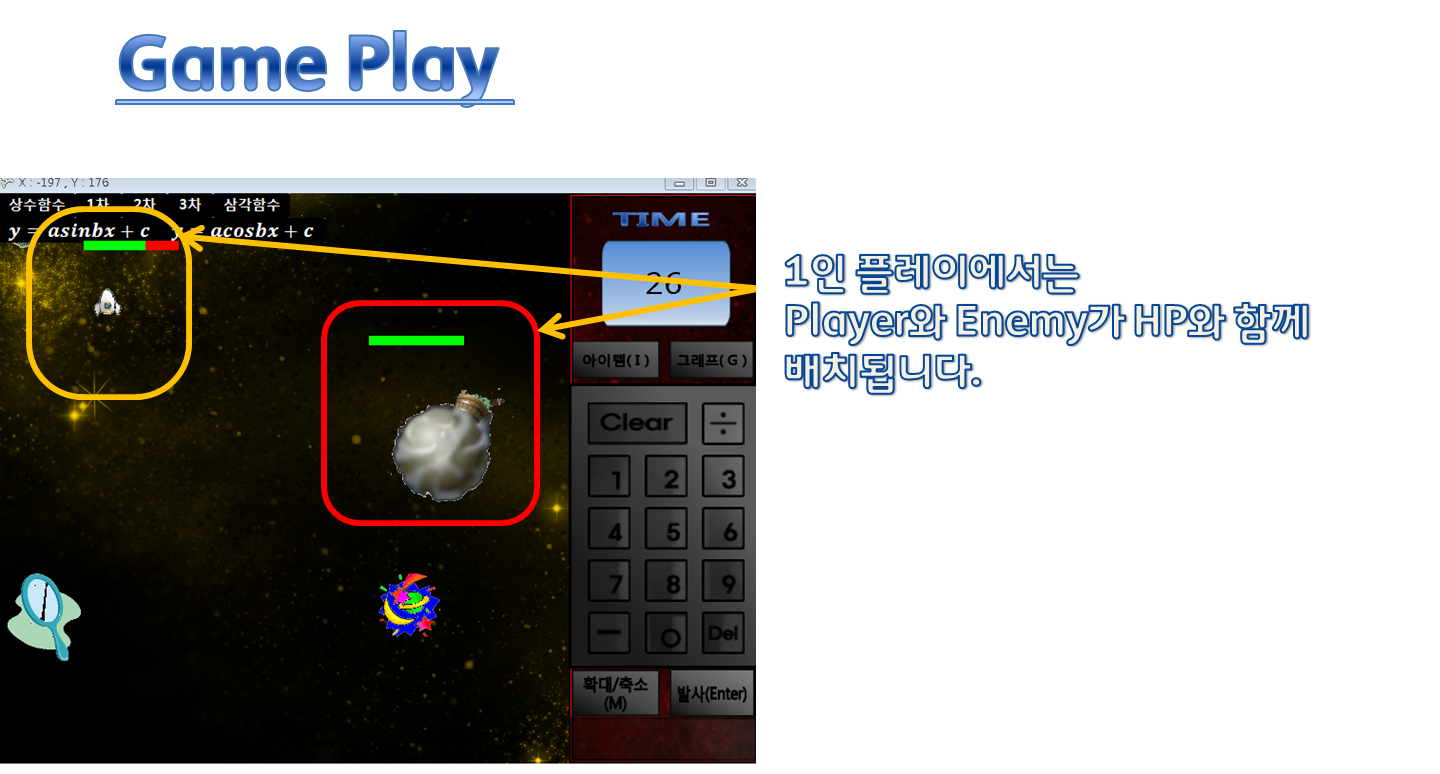 Game Play
X : -197 , Y : 176
상수함수 1차 2차 3차 삼각함수
y = asinbx + c y = acosbx + c
TIME
26
아이템( I ) 그래프( G )
Clear ÷
1 2 3
4 5 6
7 8 9
− 0 Del
확대/축소
(M)
발사(Enter)
1인 플레이에서는
Player와 Enemy가 HP와 함께
배치됩니다.